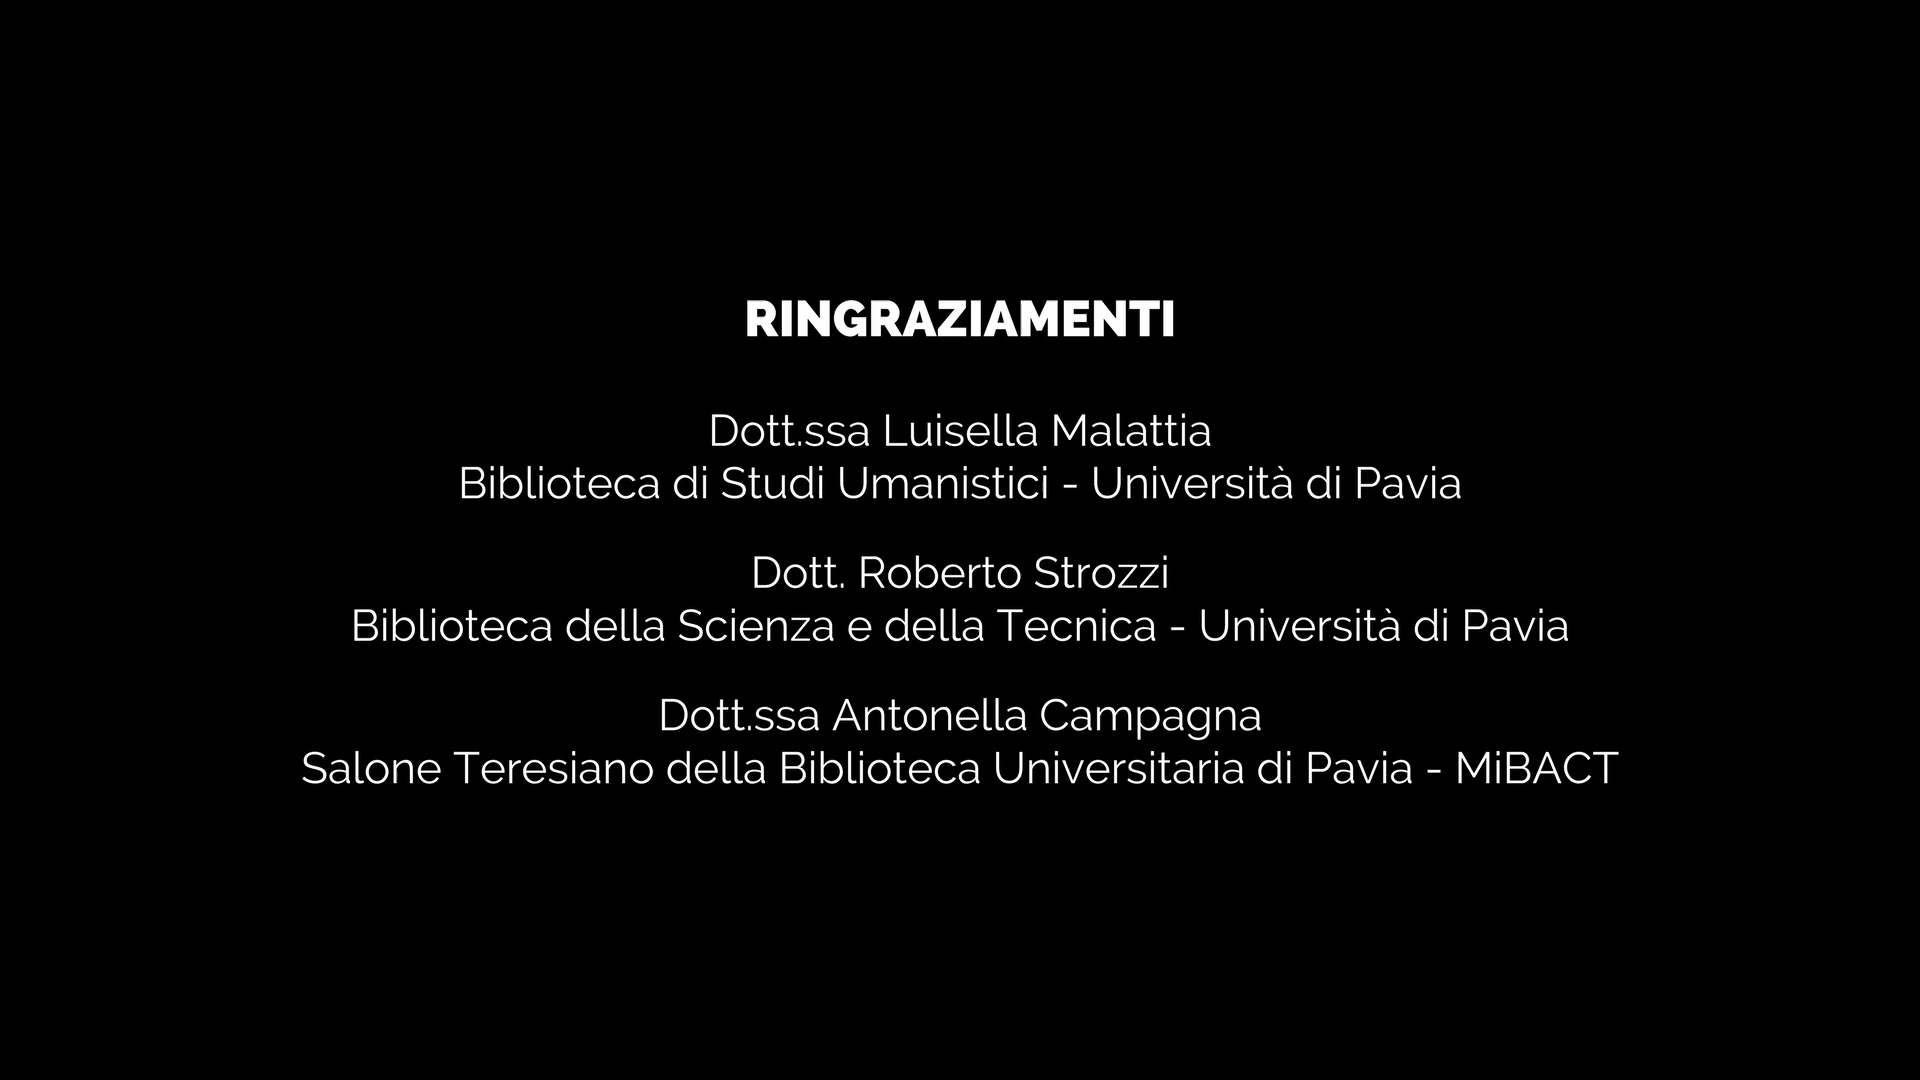 RINGRAZIAMENTI
Dott.ssa Luisella Malattia
Biblioteca di Studi Umanistici - Università di Pavia
Dott. Roberto Strozzi
Biblioteca della Scienza e della Tecnica - Università di Pavia
Dott.ssa Antonella Campagna
Salone Teresiano della Biblioteca Universitaria di Pavia - MiBACT